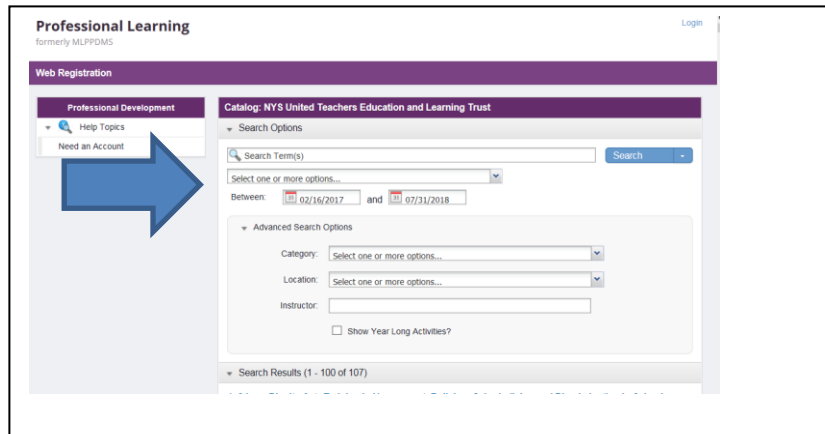 Professional Learning
Login
formerly MLPPDMS
Web Registration
Professional Development
Help Topics
Need an Account
Catalog: NYS United Teachers Education and Learning Trust
Search Options
Search Term(s)
Search
Select one or more options...
Between: 02/16/2017 and 07/31/2018
Advanced Search Options
Category: Select one or more options...
Location: Select one or more options...
Instructor:
Show Year Long Activities?
Search Results (1 - 100 of 107)